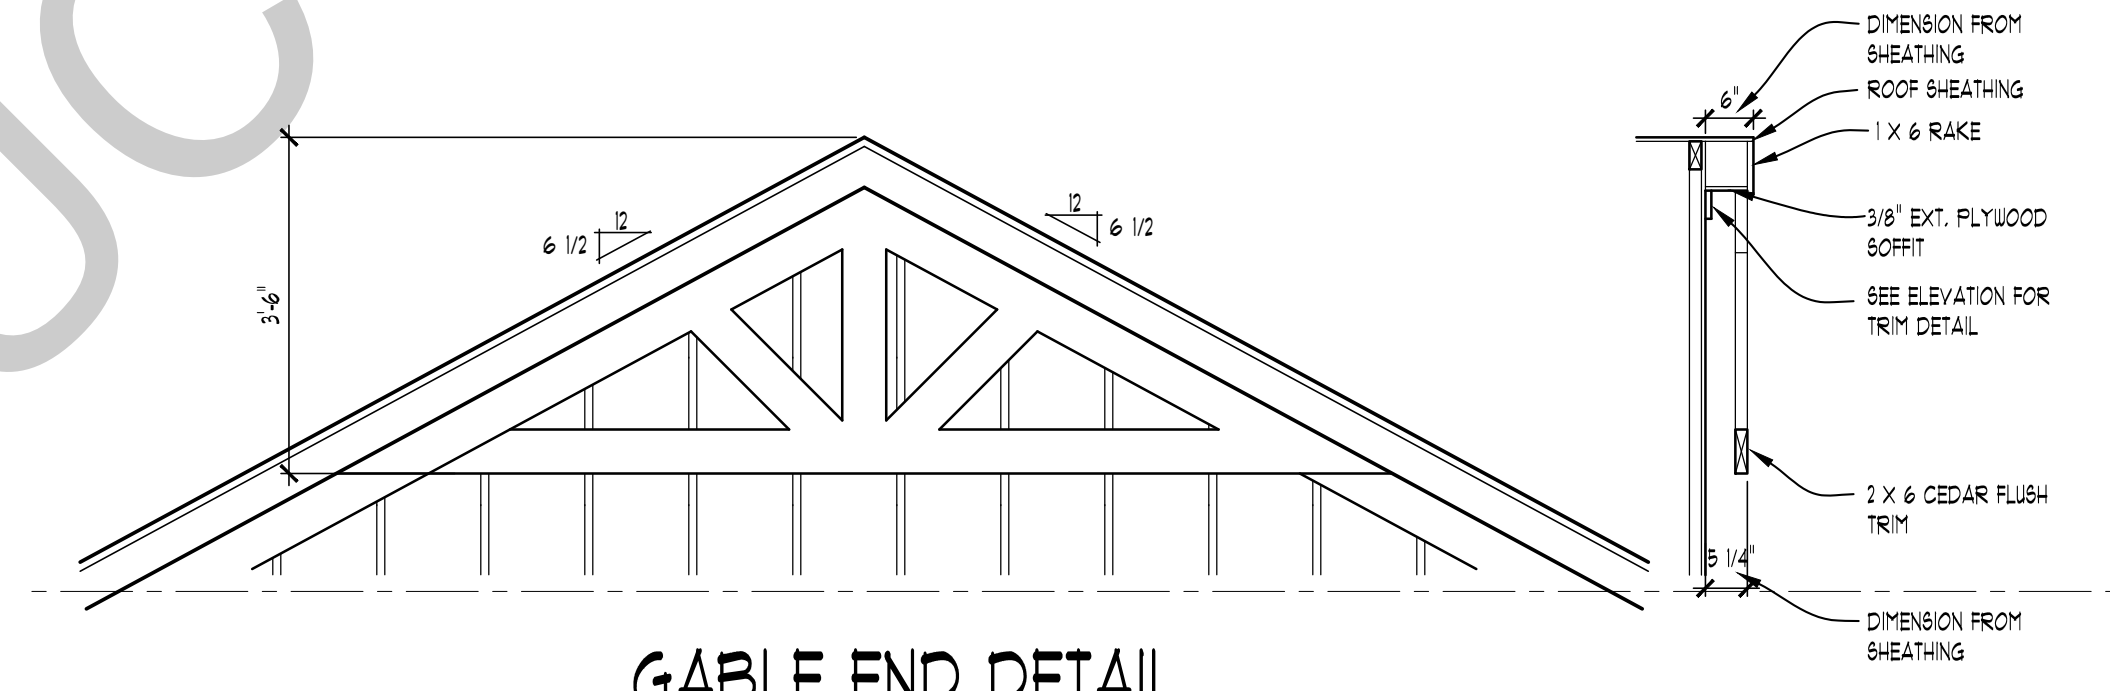 DIMENSION FROM
SHEATHING
6"
ROOF SHEATHING
1 X 6 RAKE
12
6 1/2
12
6 1/2
3/8" EXT. PLYWOOD
SOFFIT
3'-6"
SEE ELEVATION FOR
TRIM DETAIL
2 X 6 CEDAR FLUSH
TRIM
5 1/4"
DIMENSION FROM
SHEATHING
GABLE END DETAIL